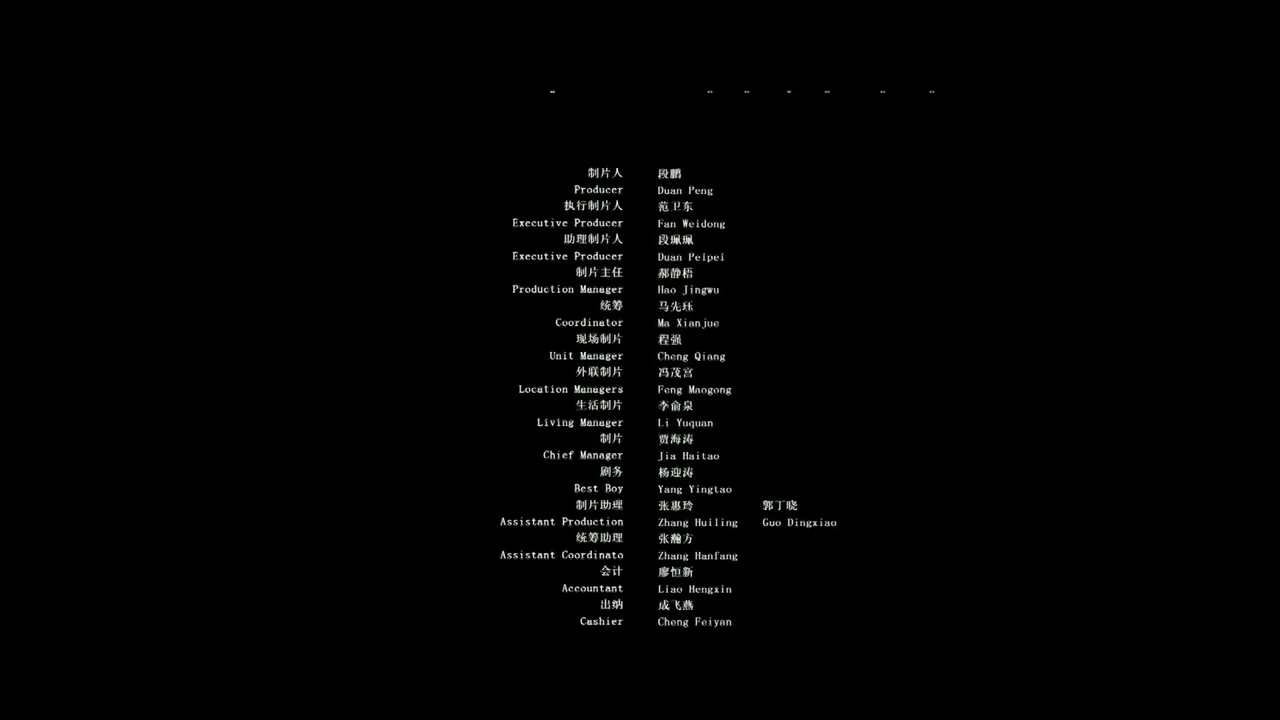 制片人 段鹏
Producer Duan Peng
执行制片人 范卫东
Executive Producer Fan Weidong
助理制片人 段珮珮
Executive Producer Duan Peipei
制片主任 郝静梧
Production Manager Hao Jingwu
统筹 马先珏
Coordinator Ma Xianjue
现场制片 程强
Unit Manager Cheng Qiang
外联制片 冯茂宫
Location Managers Feng Maogong
生活制片 李俞泉
Living Manager Li Yuquan
制片 贾海涛
Chief Manager Jia Haitao
剧务 杨迎涛
Best Boy Yang Yingtao
制片助理 张惠玲 郭丁晓
Assistant Production Zhang Huiling Guo Dingxiao
统筹助理 张瀚方
Assistant Coordinato Zhang Hanfang
会计 廖恒新
Accountant Liao Hengxin
出纳 成飞燕
Cashier Cheng Feiyan